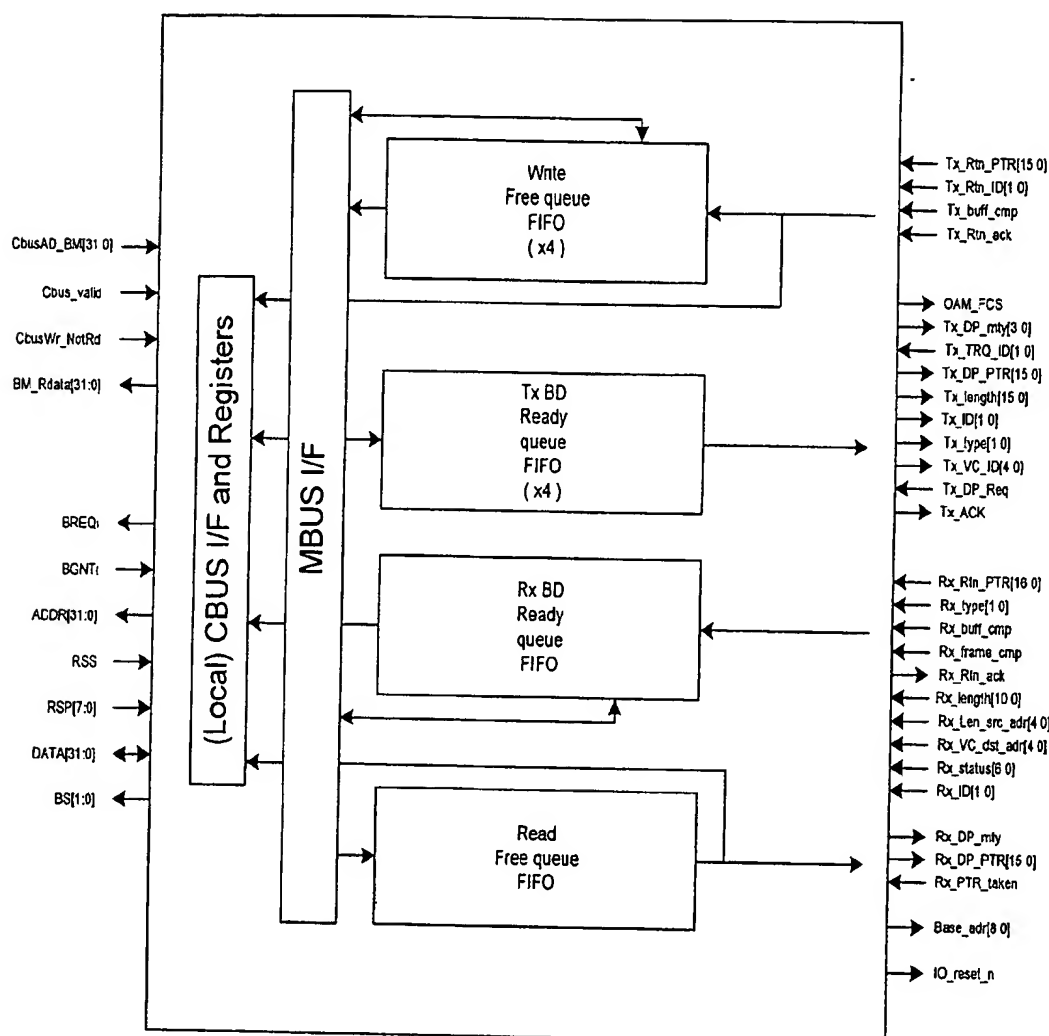 CbusAD_BM[31 0]
Cbus_valid
CbusWr_NotRd
BM_Rdata[31:0]
BREQt
BGNTt
ADDR[31:0]
RSS
RSP[7:0]
DATA[31:0]
BS[1:0]
(Local) CBUS I/F and Registers
MBUS I/F
Write
Free queue
FIFO
( x4 )
Tx BD
Ready
queue
FIFO
( x4 )
Rx BD
Ready
queue
FIFO
Read
Free queue
FIFO
Tx_Rtn_PTR[15 0]
Tx_Rtn_ID[1 0]
Tx_buff_cmp
Tx_Rtn_ack
OAM_FCS
Tx_DP_mty[3 0]
Tx_TRQ_ID[1 0]
Tx_DP_PTR[15 0]
Tx_length[15 0]
Tx_ID[1 0]
Tx_type[1 0]
Tx_VC_ID[4 0]
Tx_DP_Req
Tx_ACK
Rx_Rtn_PTR[16 0]
Rx_type[1 0]
Rx_buff_cmp
Rx_frame_cmp
Rx_Rtn_ack
Rx_length[10 0]
Rx_Len_src_adr[4 0]
Rx_VC_dst_adr[4 0]
Rx_status[6 0]
Rx_ID[1 0]
Rx_DP_mty
Rx_DP_PTR[15 0]
Rx_PTR_taken
Base_adr[8 0]
IO_reset_n